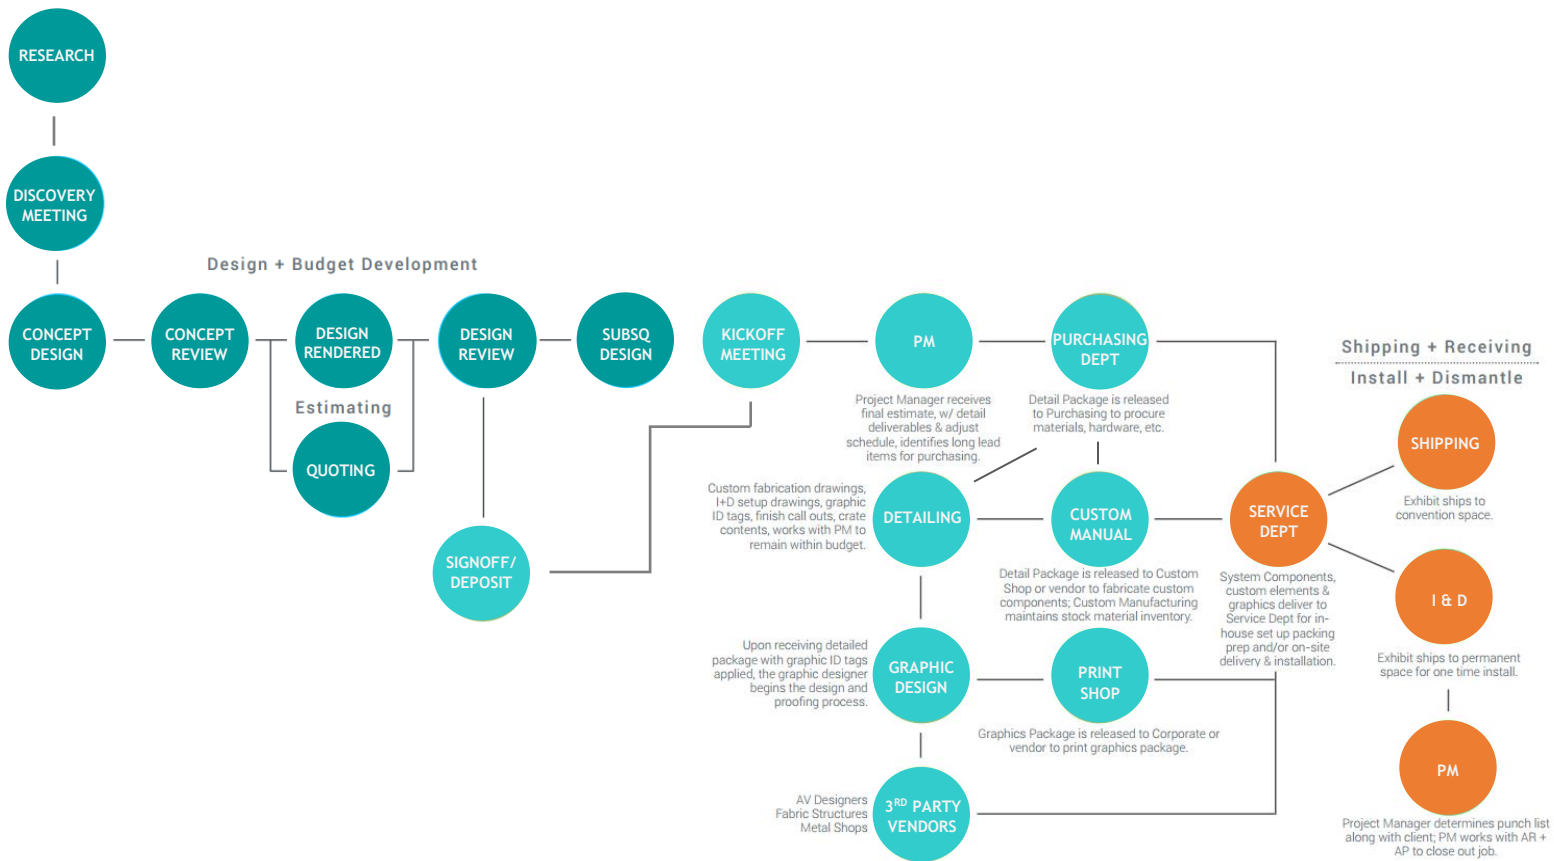 RESEARCH
DISCOVERY
MEETING
Design + Budget Development
CONCEPT
DESIGN
CONCEPT
REVIEW
DESIGN
RENDERED
DESIGN
REVIEW
SUBSQ
DESIGN
Estimating
QUOTING
SIGNOFF/
DEPOSIT
KICKOFF
MEETING
PM
Project Manager receives
final estimate, w/ detail
deliverables & adjust
schedule, identifies long lead
items for purchasing.
PURCHASING
DEPT
Detail Package is released
to Purchasing to procure
materials, hardware, etc.
Custom fabrication drawings,
I+D setup drawings, graphic
ID tags, finish call outs, crate
contents, works with PM to
remain within budget.
DETAILING
CUSTOM
MANUAL
Detail Package is released to Custom
Shop or vendor to fabricate custom
components; Custom Manufacturing
maintains stock material inventory.
Upon receiving detailed
package with graphic ID tags
applied, the graphic designer
begins the design and
proofing process.
GRAPHIC
DESIGN
PRINT
SHOP
Graphics Package is released to Corporate or
vendor to print graphics package.
AV Designers
Fabric Structures
Metal Shops
3RD PARTY
VENDORS
SERVICE
DEPT
System Components,
custom elements &
graphics deliver to
Service Dept for in-
house set up packing
prep and/or on-site
delivery & installation.
Shipping + Receiving
Install + Dismantle
SHIPPING
Exhibit ships to
convention space.
I & D
Exhibit ships to permanent
space for one time install.
PM
Project Manager determines punch list
along with client; PM works with AR +
AP to close out job.